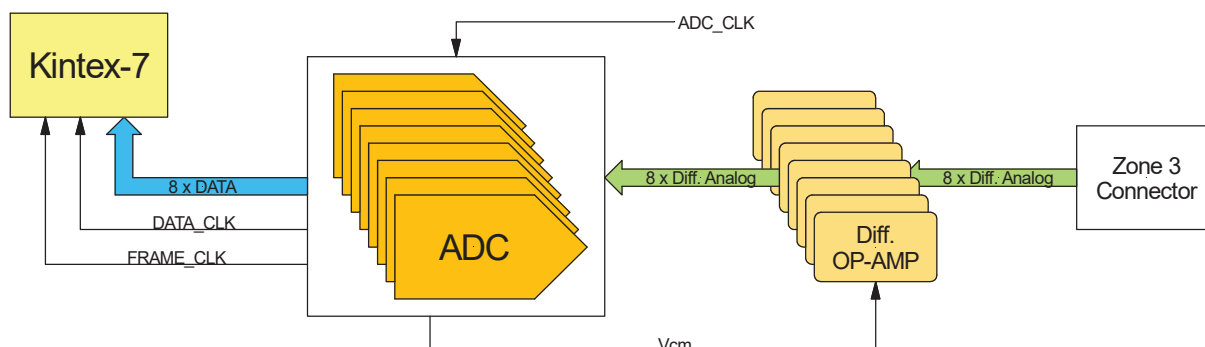 ADC_CLK
Kintex-7
8 x DATA
DATA_CLK
FRAME_CLK
ADC
8 x Diff. Analog
Diff.
OP-AMP
8 x Diff. Analog
Zone 3
Connector
Vcm